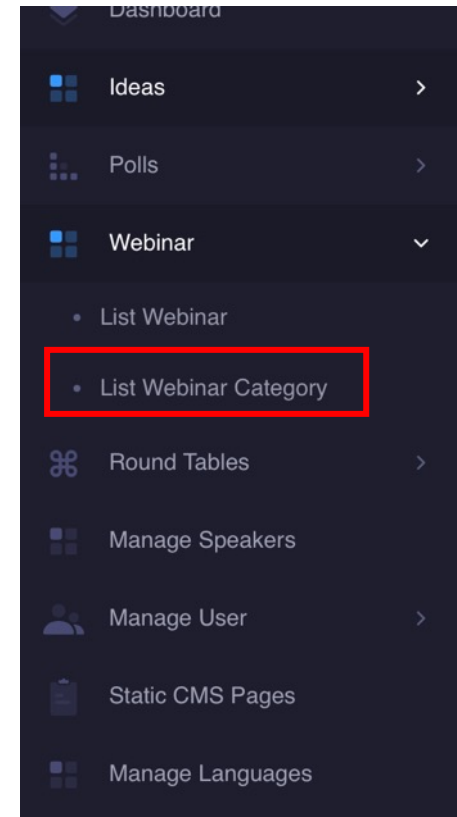 Dashboard
Ideas
Polls
Webinar
List Webinar
List Webinar Category
Round Tables
Manage Speakers
Manage User
Static CMS Pages
Manage Languages